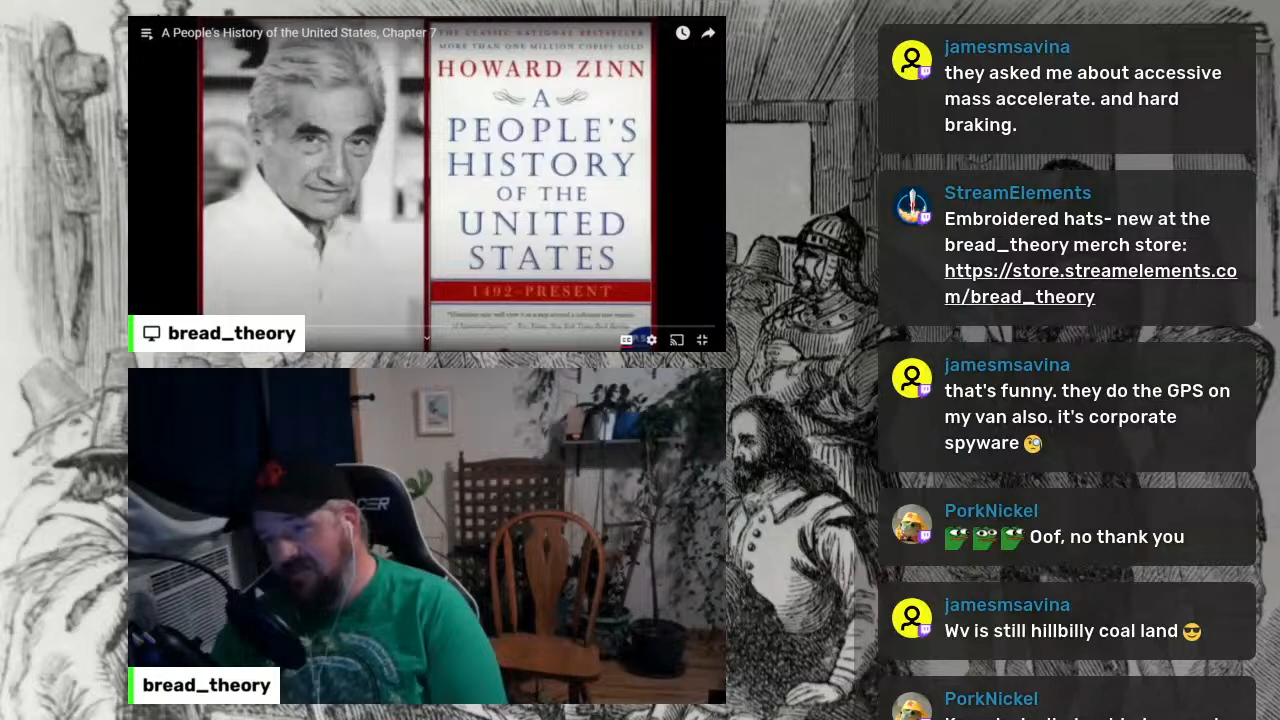 A People's History of the United States, Chapter 7
THE CLASSIC NATIONAL BESTSELLER
MORE THAN ONE MILLION COPIES SOLD
HOWARD ZINN
A
PEOPLE'S
HISTORY
OF THE
UNITED
STATES
1492–PRESENT
bread_theory
bread_theory
jamesmsavina
they asked me about accessive
mass accelerate. and hard
braking.
StreamElements
Embroidered hats- new at the
bread_theory merch store:
https://store.streamelements.co
m/bread_theory
jamesmsavina
that's funny. they do the GPS on
my van also. it's corporate
spyware 🧐
PorkNickel
Oof, no thank you
jamesmsavina
Wv is still hillbilly coal land 😎
PorkNickel